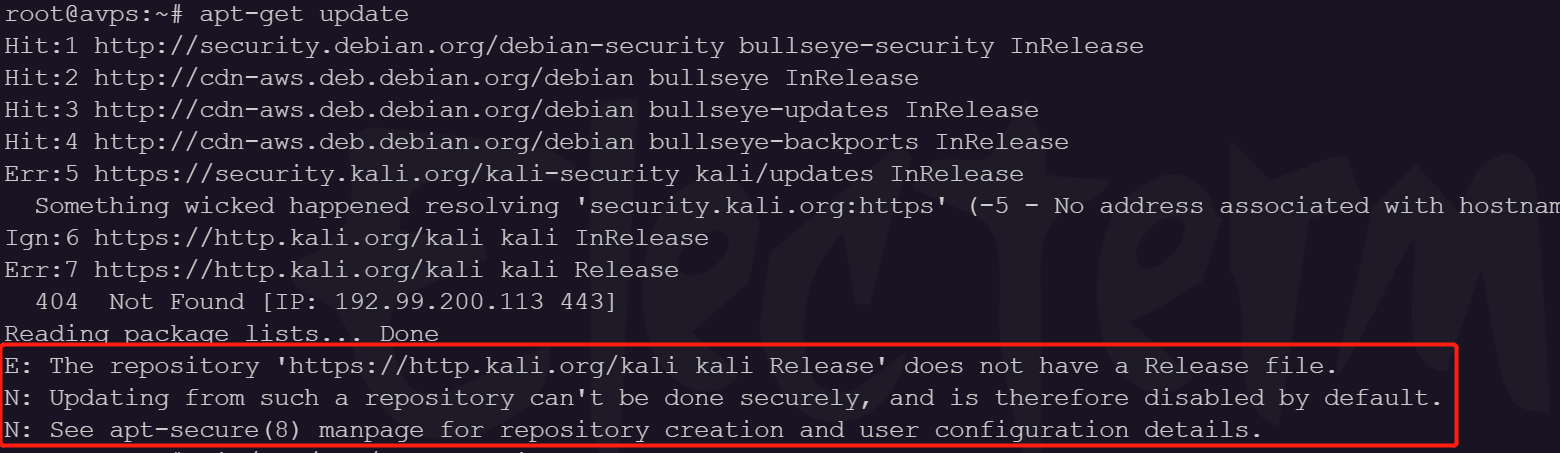 root@avps:~# apt-get update
Hit:1 http://security.debian.org/debian-security bullseye-security InRelease
Hit:2 http://cdn-aws.deb.debian.org/debian bullseye InRelease
Hit:3 http://cdn-aws.deb.debian.org/debian bullseye-updates InRelease
Hit:4 http://cdn-aws.deb.debian.org/debian bullseye-backports InRelease
Err:5 https://security.kali.org/kali-security kali/updates InRelease
  Something wicked happened resolving 'security.kali.org:https' (-5 - No address associated with hostnam
Ign:6 https://http.kali.org/kali kali InRelease
Err:7 https://http.kali.org/kali kali Release
  404  Not Found [IP: 192.99.200.113 443]
Reading package lists... Done
E: The repository 'https://http.kali.org/kali kali Release' does not have a Release file.
N: Updating from such a repository can't be done securely, and is therefore disabled by default.
N: See apt-secure(8) manpage for repository creation and user configuration details.
electerm